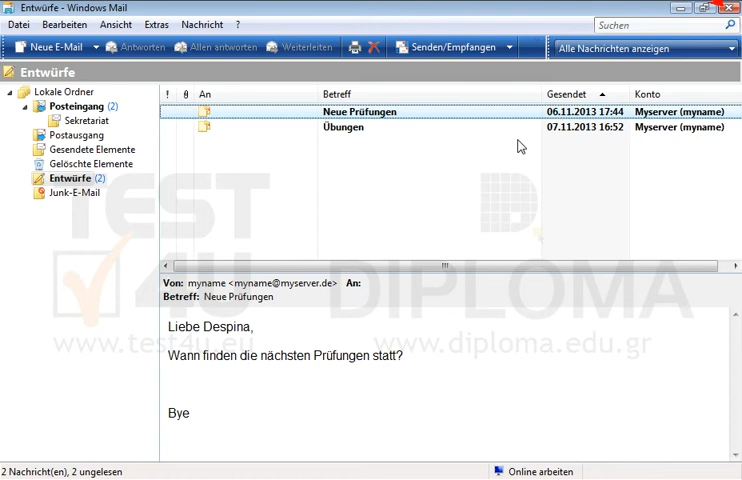 Entwürfe - Windows Mail
Datei Bearbeiten Ansicht Extras Nachricht ?
Suchen
Neue E-Mail Antworten Allen antworten Weiterleiten Senden/Empfangen Alle Nachrichten anzeigen
Entwürfe
Lokale Ordner
Posteingang (2)
Sekretariat
Postausgang
Gesendete Elemente
Gelöschte Elemente
Entwürfe (2)
Junk-E-Mail
! An Betreff Gesendet Konto
Neue Prüfungen 06.11.2013 17:44 Myserver (myname)
Übungen 07.11.2013 16:52 Myserver (myname)
Von: myname <myname@myserver.de> An:
Betreff: Neue Prüfungen
Liebe Despina,
Wann finden die nächsten Prüfungen statt?
Bye
TEST
4U
www.test4u.eu
DIPLOMA
www.diploma.edu.gr
2 Nachricht(en), 2 ungelesen
Online arbeiten